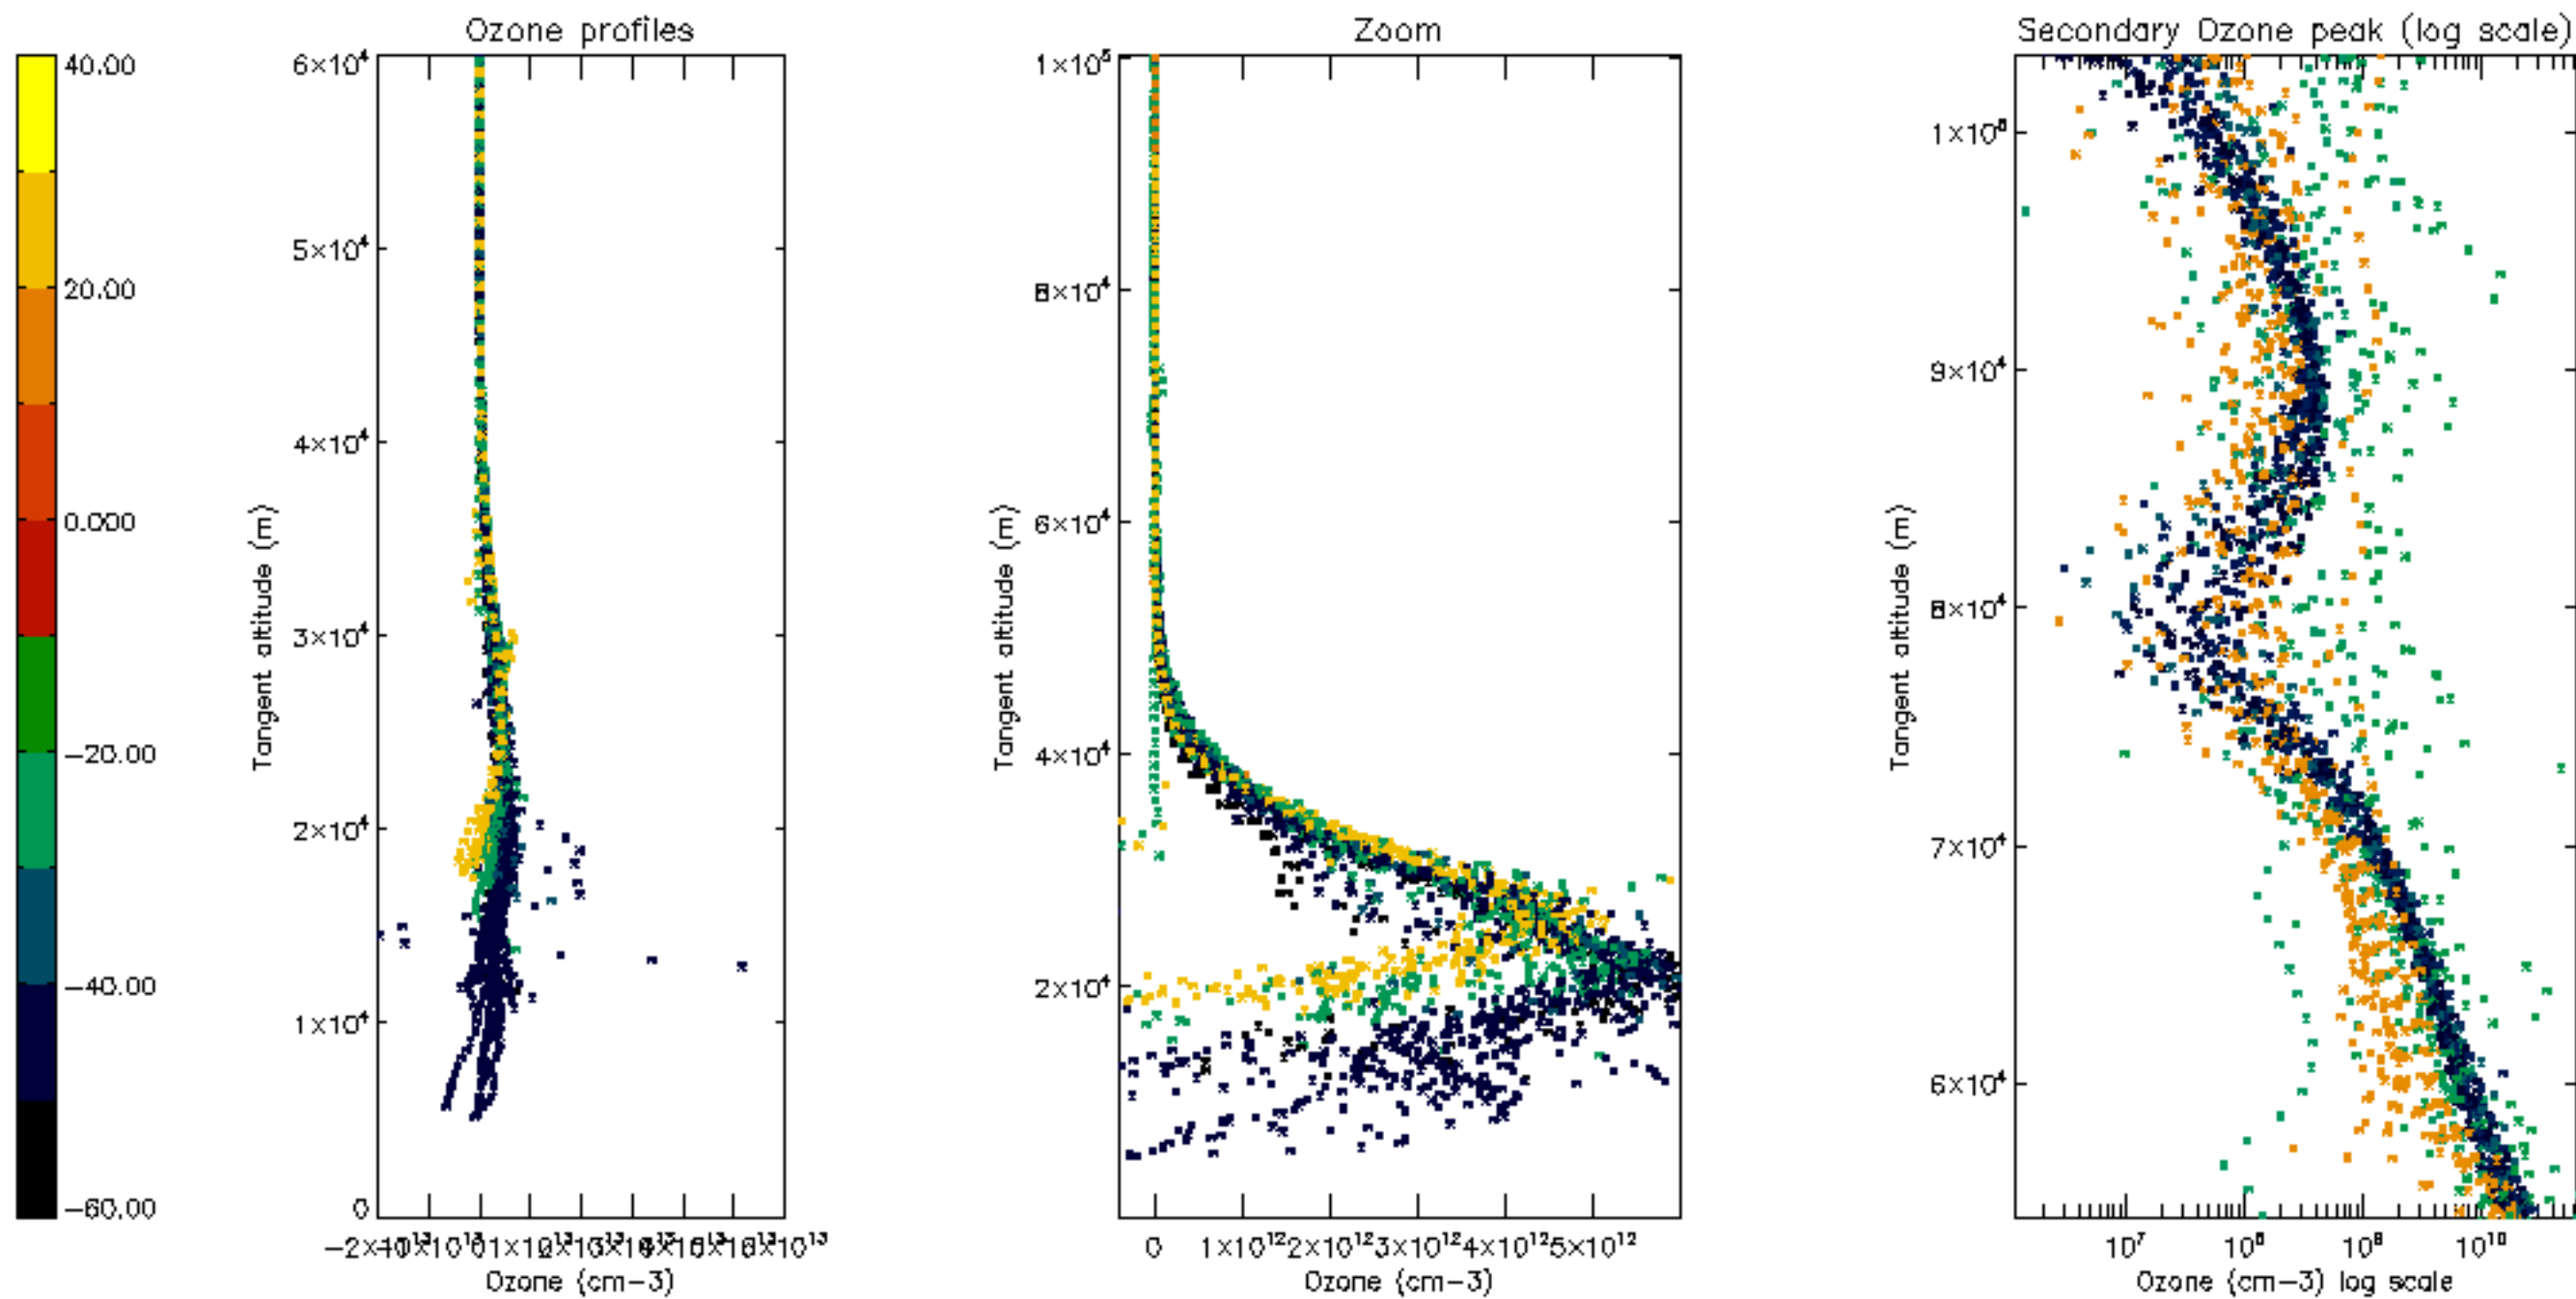 Ozone profiles
Zoom
Secondary Ozone peak (log scale)
40.00
20.00
0.000
−20.00
−40.00
−60.00
6×10⁴
5×10⁴
4×10⁴
3×10⁴
2×10⁴
1×10⁴
0
Tangent altitude (m)
Ozone (cm−3)
1×10⁵
8×10⁴
6×10⁴
4×10⁴
2×10⁴
Tangent altitude (m)
0 1×10¹² 2×10¹² 3×10¹² 4×10¹² 5×10¹²
Ozone (cm−3)
9×10⁴
8×10⁴
7×10⁴
6×10⁴
Tangent altitude (m)
10⁷ 10⁸ 10⁹ 10¹⁰
Ozone (cm−3) log scale